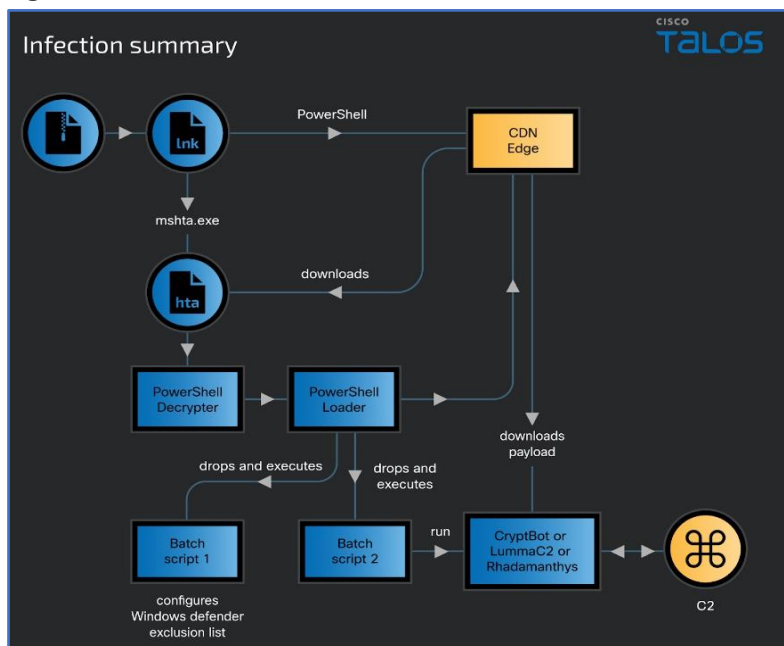 Infection summary
CISCO
TALOS
lnk
PowerShell
CDN
Edge
mshta.exe
downloads
hta
PowerShell
Decrypter
PowerShell
Loader
downloads
payload
drops and executes
drops and
executes
Batch
script 1
Batch
script 2
run
CryptBot or
LummaC2 or
Rhadamanthys
C2
configures
Windows defender
exclusion list